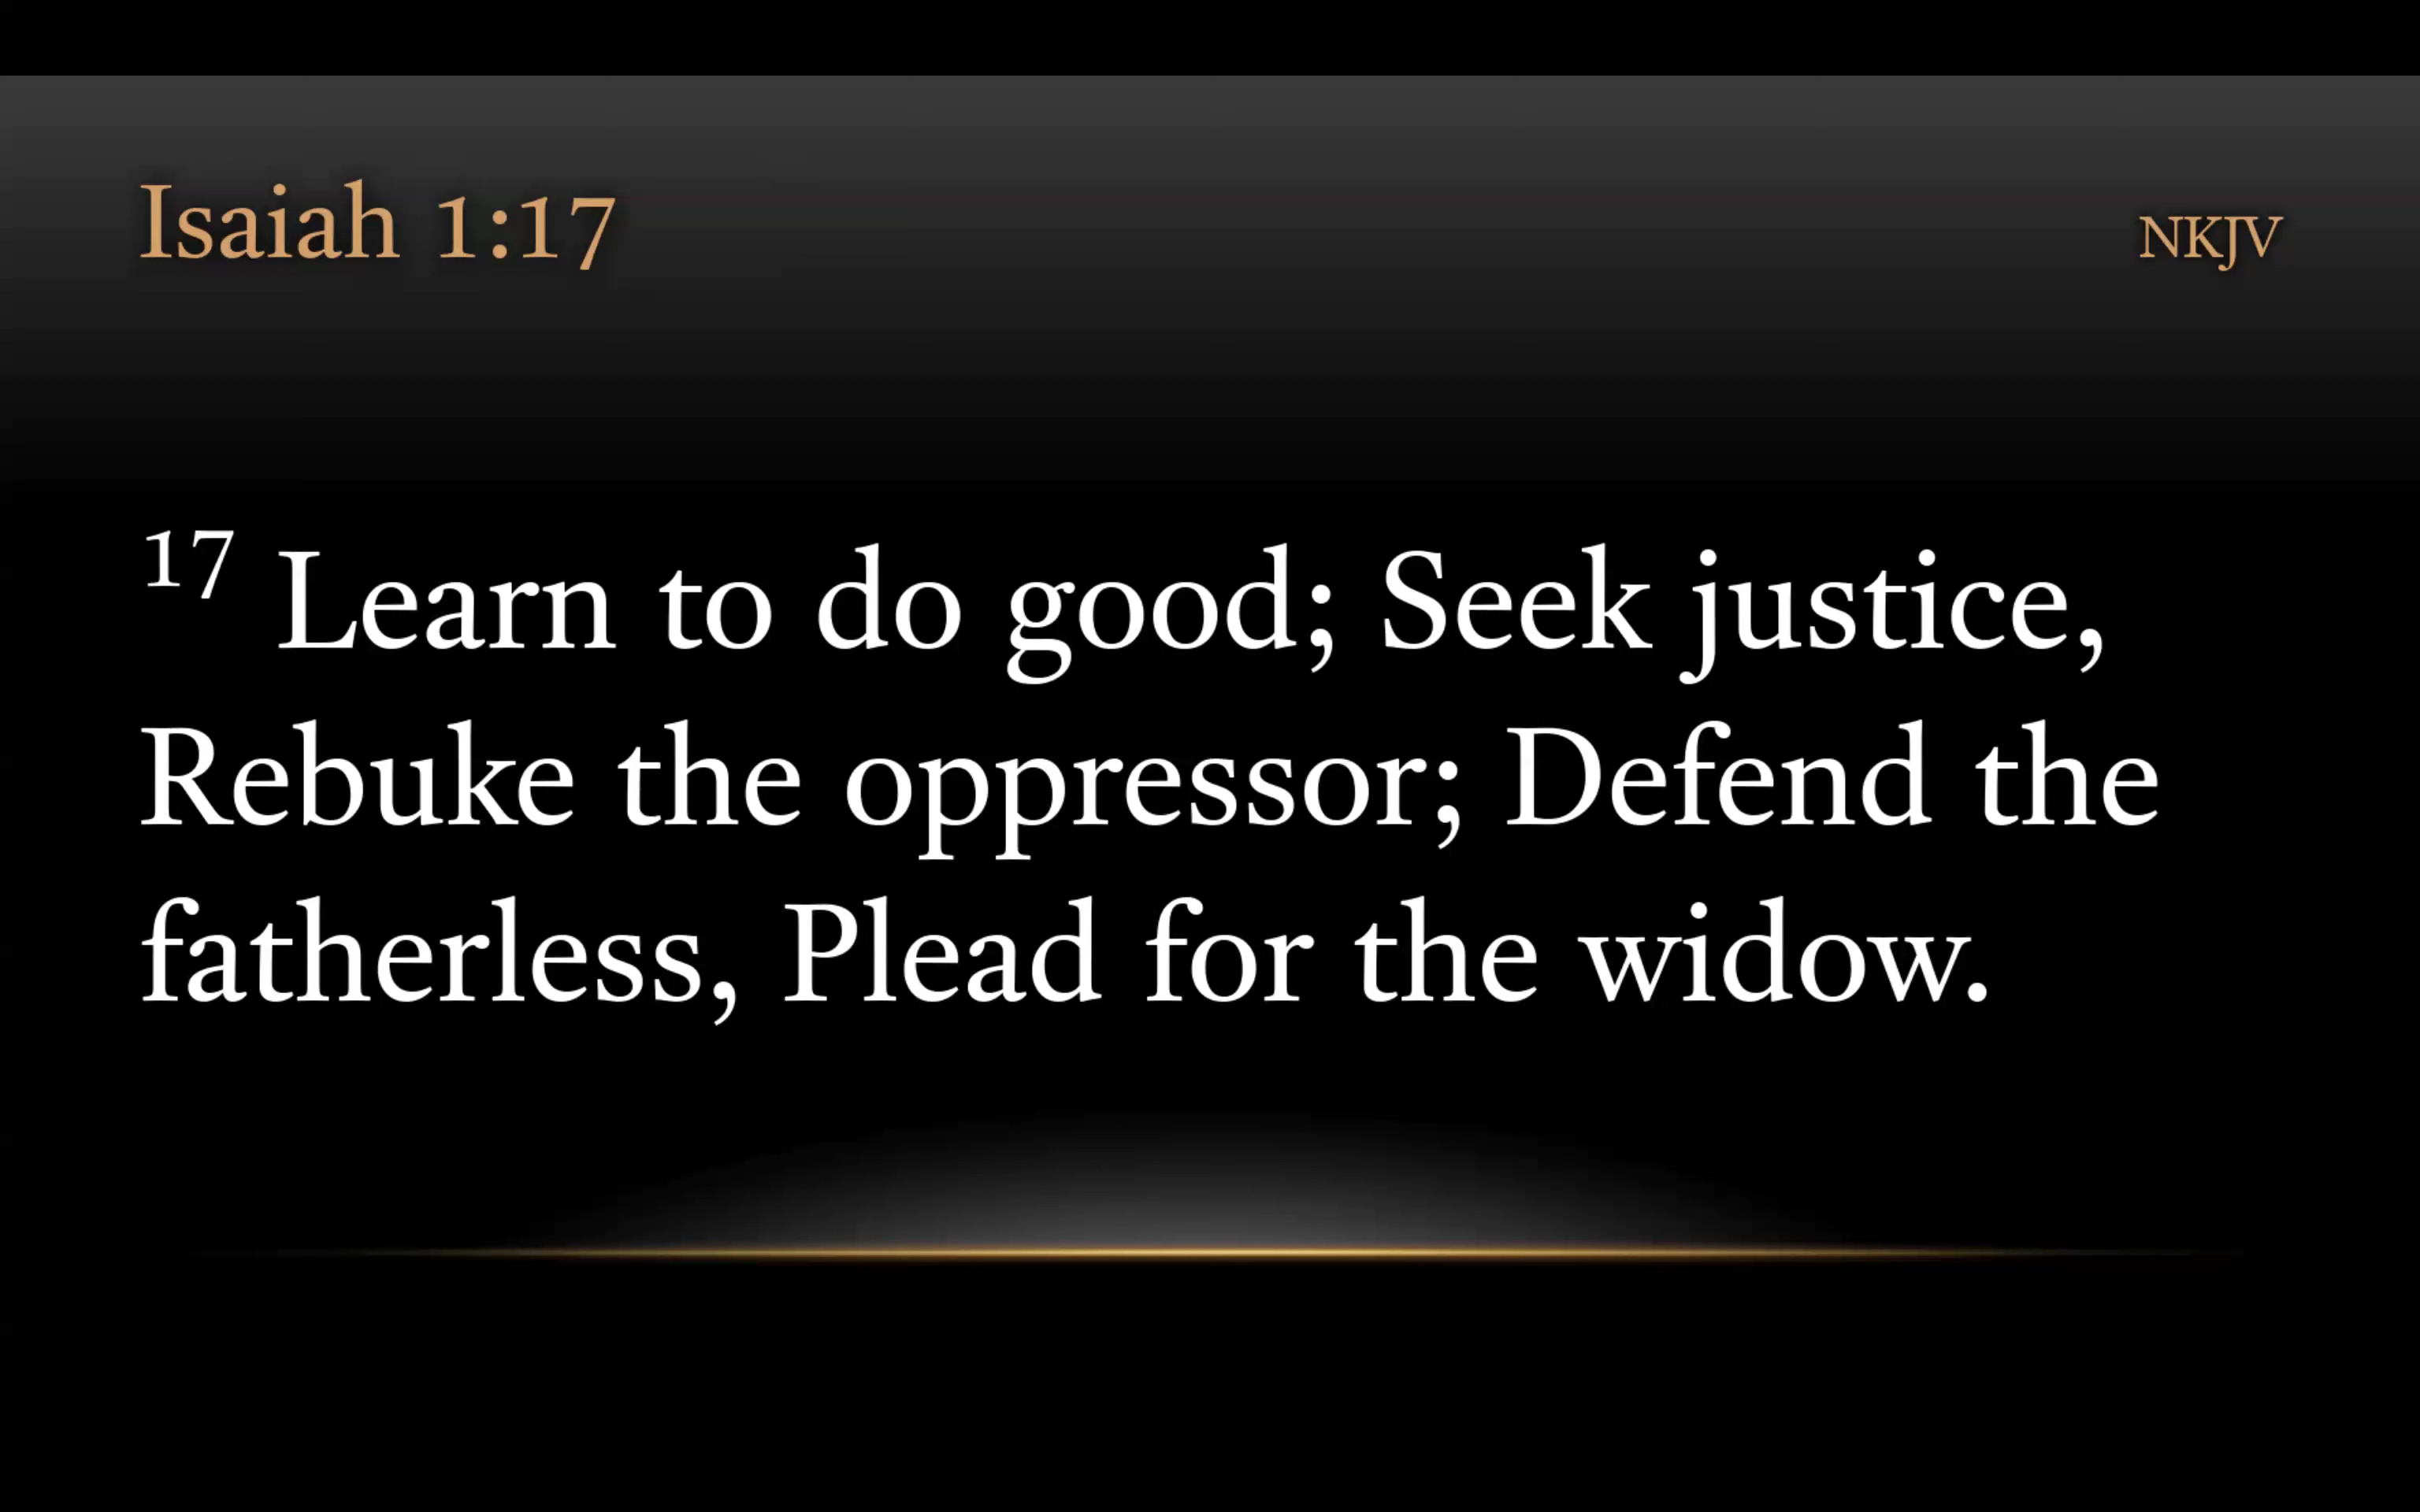 Isaiah 1:17
NKJV
17 Learn to do good; Seek justice,
Rebuke the oppressor; Defend the
fatherless, Plead for the widow.